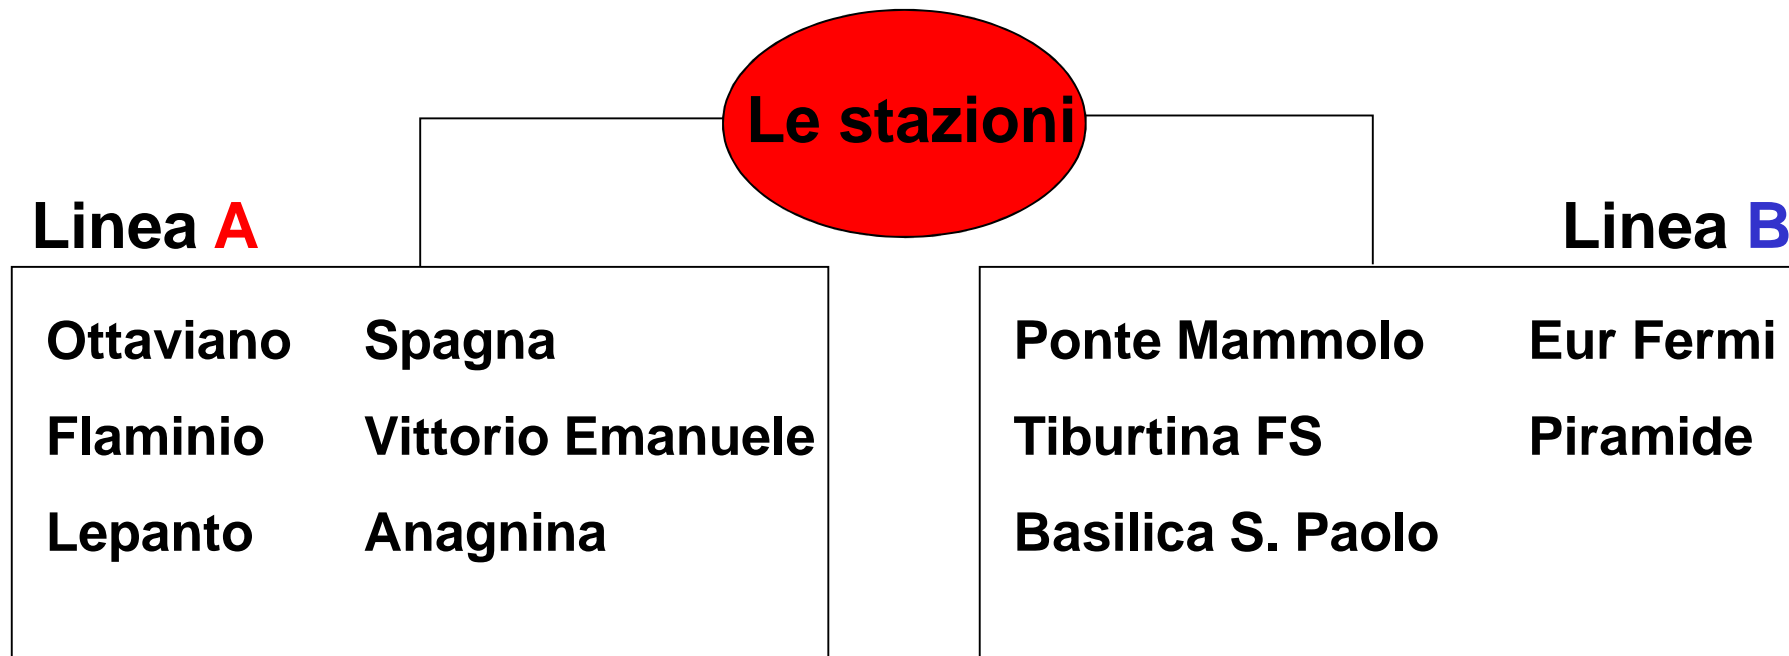 Le stazioni
Linea A
Ottaviano Spagna
Flaminio Vittorio Emanuele
Lepanto Anagnina
Linea B
Ponte Mammolo Eur Fermi
Tiburtina FS Piramide
Basilica S. Paolo